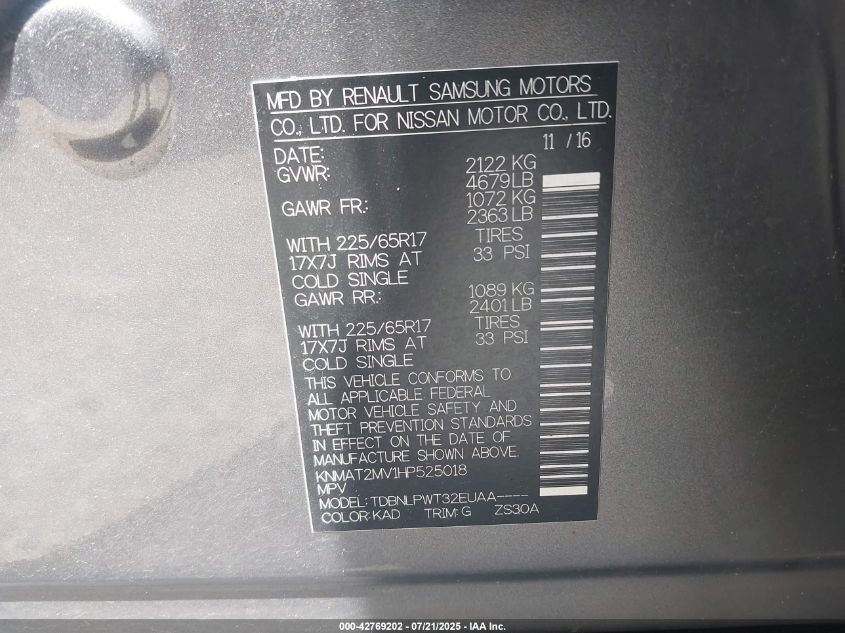 MFD BY RENAULT SAMSUNG MOTORS
CO., LTD. FOR NISSAN MOTOR CO., LTD.
DATE: 11 / 16
GVWR: 2122 KG
4679 LB
GAWR FR: 1072 KG
2363 LB
WITH 225/65R17 TIRES
17X7J RIMS AT 33 PSI
COLD SINGLE
GAWR RR: 1089 KG
2401 LB
WITH 225/65R17 TIRES
17X7J RIMS AT 33 PSI
COLD SINGLE
THIS VEHICLE CONFORMS TO
ALL APPLICABLE FEDERAL
MOTOR VEHICLE SAFETY AND
THEFT PREVENTION STANDARDS
IN EFFECT ON THE DATE OF
MANUFACTURE SHOWN ABOVE.
KNMAT2MV1HP525018
MPV
MODEL: TDBNLPWT32EUAA----
COLOR: KAD TRIM: G ZS30A
000-42769202 - 07/21/2025 - IAA Inc.